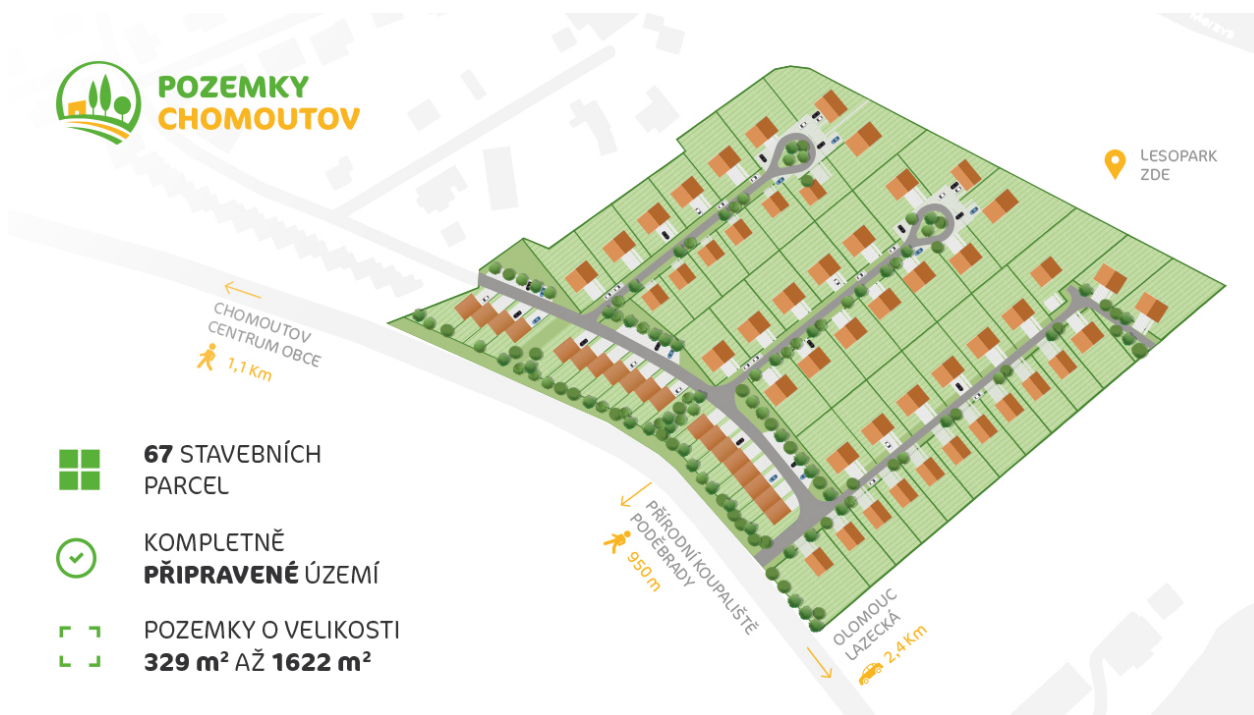 POZEMKY
CHOMOUTOV
Morava
LESOPARK
ZDE
CHOMOUTOV
CENTRUM OBCE
1,1 Km
67 STAVEBNÍCH
PARCEL
KOMPLETNĚ
PŘIPRAVENÉ ÚZEMÍ
POZEMKY O VELIKOSTI
329 m² AŽ 1622 m²
PŘÍRODNÍ KOUPALIŠTĚ
PODĚBRADY
950 m
OLOMOUC
LAZECKÁ
2,4 Km